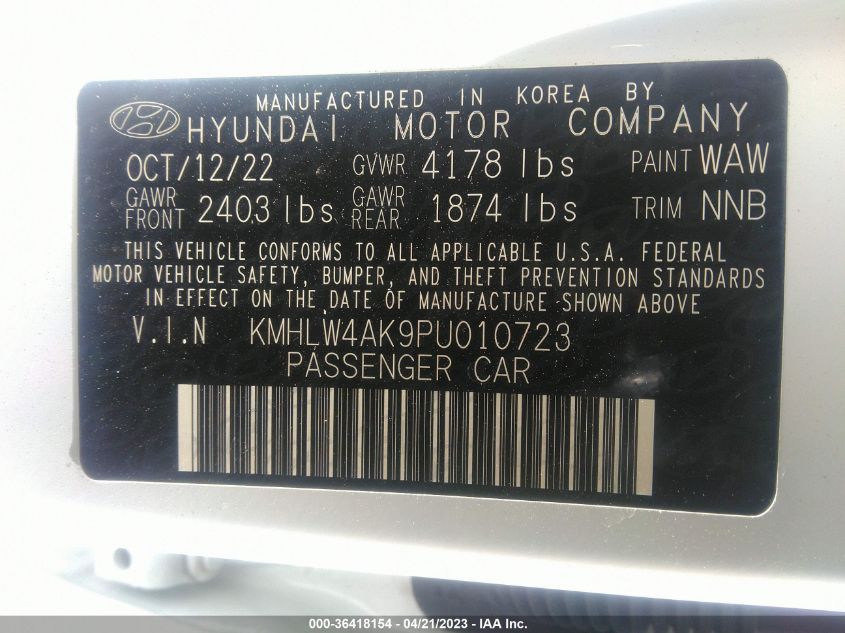 MANUFACTURED IN KOREA BY
HYUNDAI MOTOR COMPANY
OCT/12/22 GVWR 4178 lbs PAINT WAW
GAWR FRONT 2403 lbs GAWR REAR 1874 lbs TRIM NNB
THIS VEHICLE CONFORMS TO ALL APPLICABLE U.S.A. FEDERAL
MOTOR VEHICLE SAFETY, BUMPER, AND THEFT PREVENTION STANDARDS
IN EFFECT ON THE DATE OF MANUFACTURE SHOWN ABOVE
V.I.N KMHLW4AK9PU010723
PASSENGER CAR
000-36418154 - 04/21/2023 - IAA Inc.